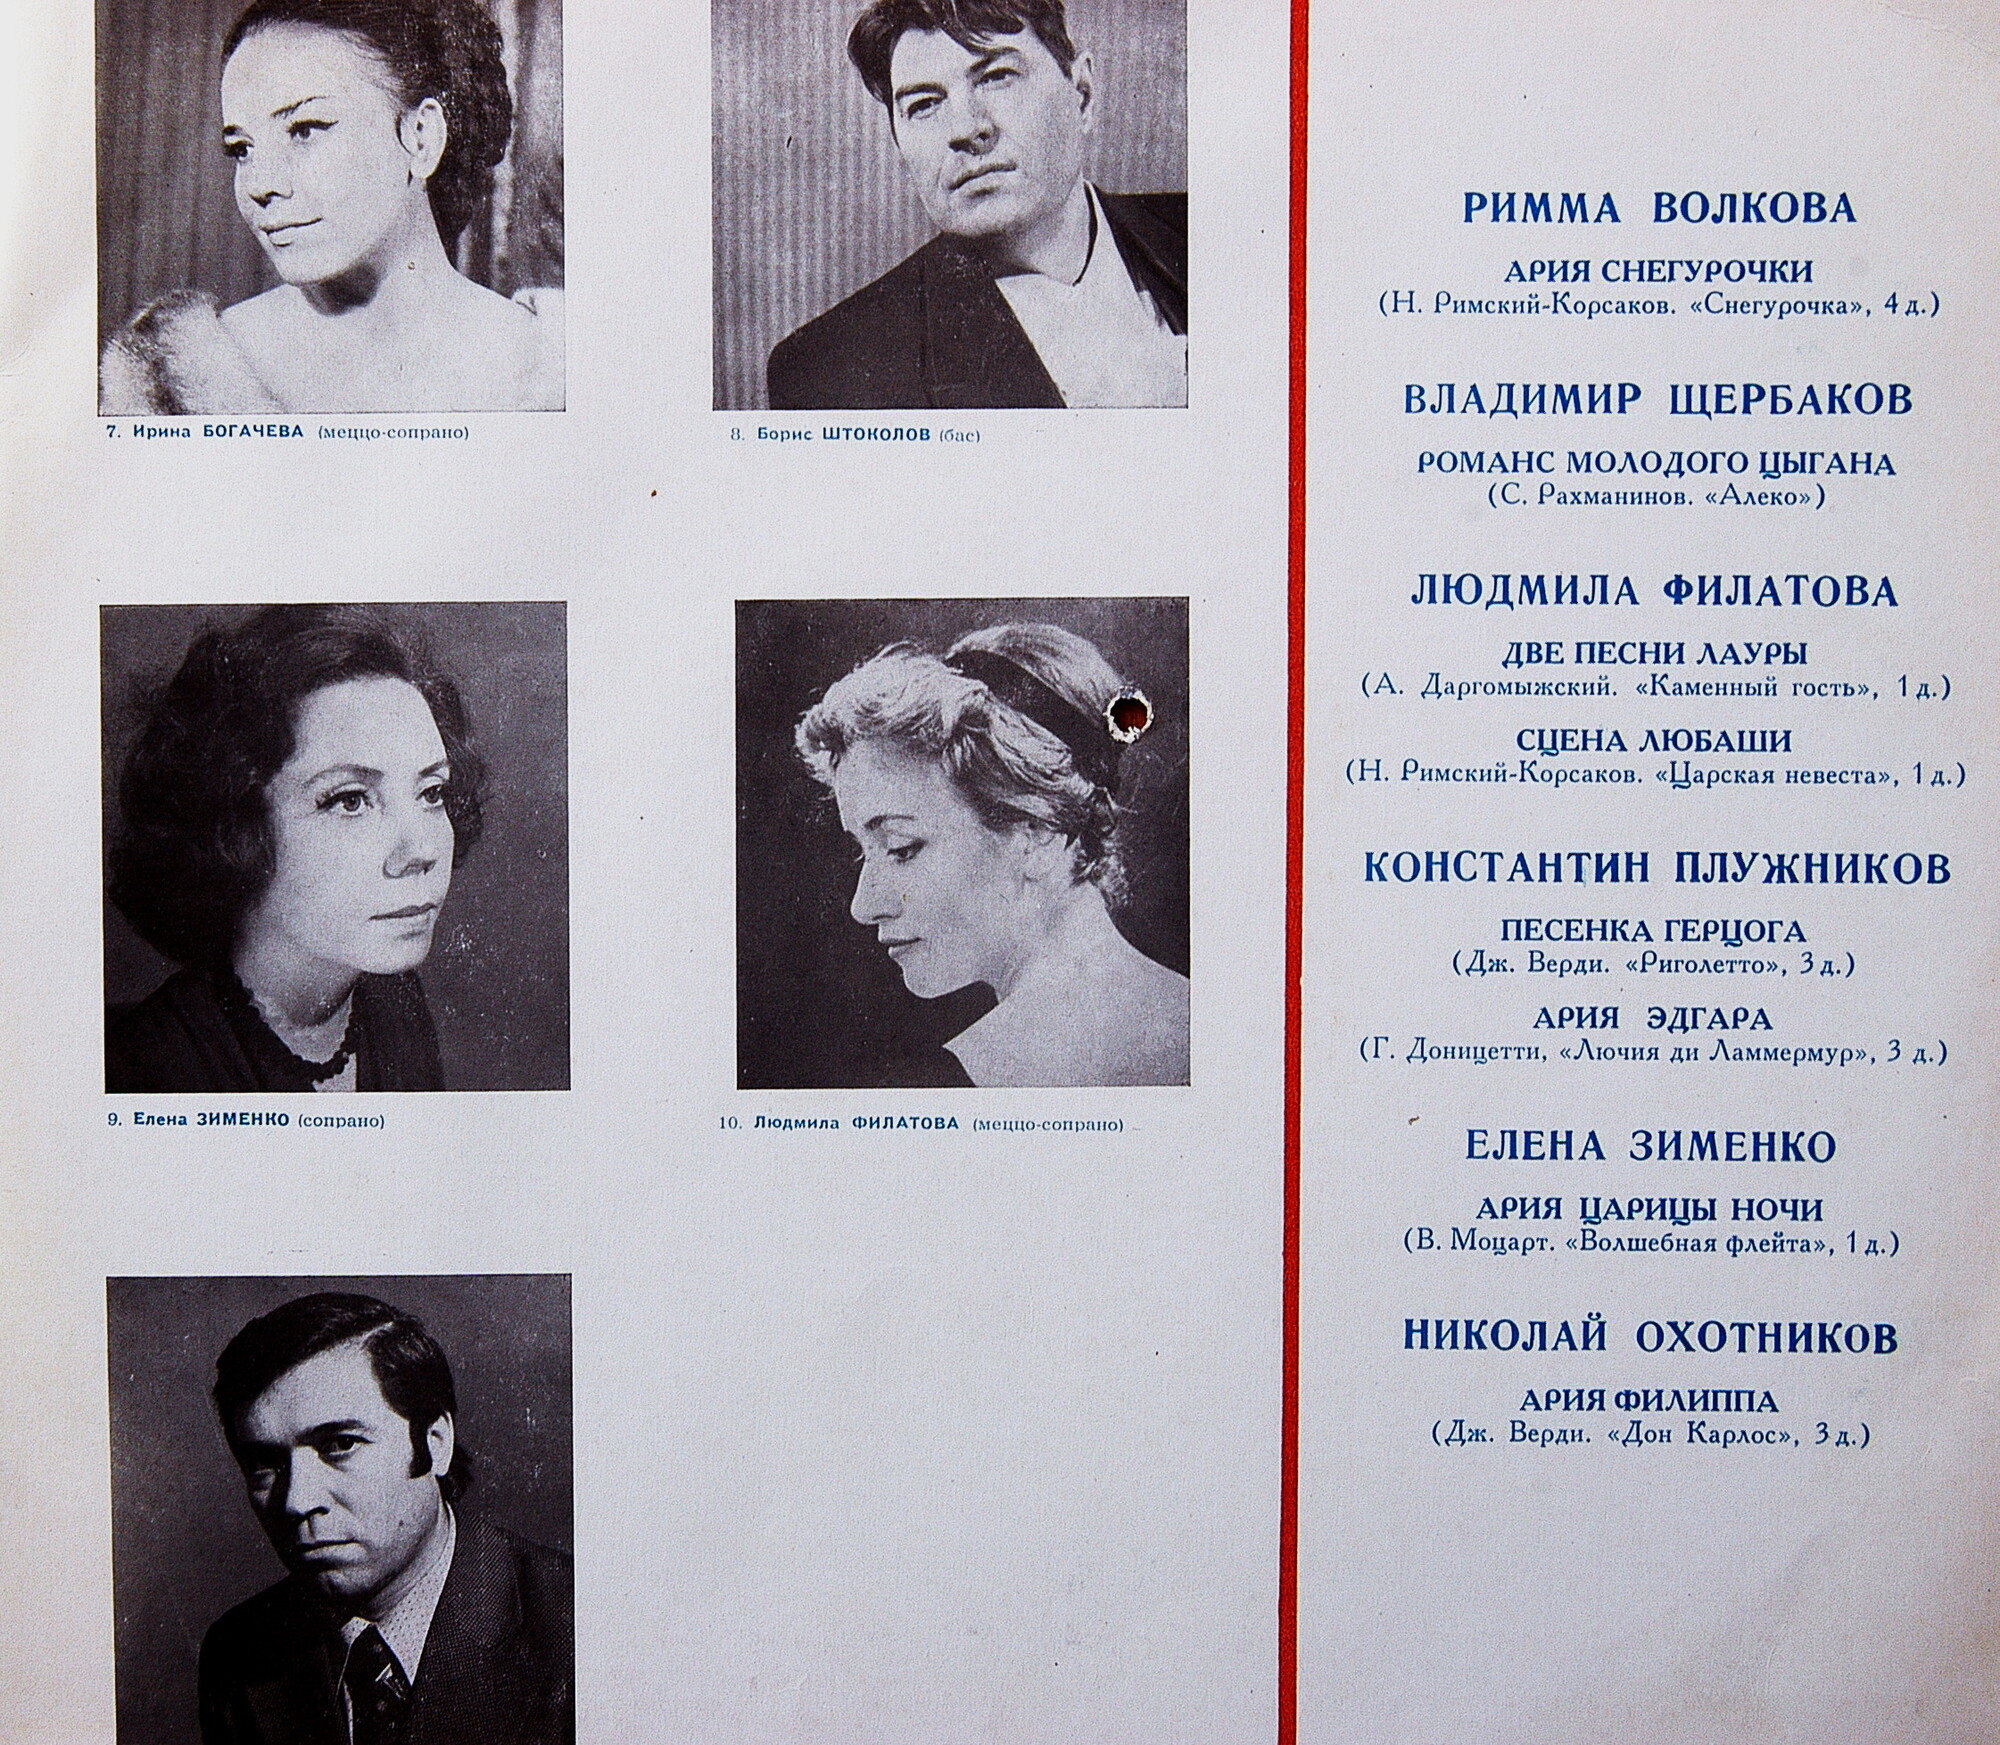 7. Ирина БОГАЧЕВА (меццо-сопрано)
8. Борис ШТОКОЛОВ (бас)
9. Елена ЗИМЕНКО (сопрано)
10. Людмила ФИЛАТОВА (меццо-сопрано)
РИММА ВОЛКОВА
АРИЯ СНЕГУРОЧКИ
(Н. Римский-Корсаков. «Снегурочка», 4 д.)
ВЛАДИМИР ЩЕРБАКОВ
РОМАНС МОЛОДОГО ЦЫГАНА
(С. Рахманинов. «Алеко»)
ЛЮДМИЛА ФИЛАТОВА
ДВЕ ПЕСНИ ЛАУРЫ
(А. Даргомыжский. «Каменный гость», 1 д.)
СЦЕНА ЛЮБАШИ
(Н. Римский-Корсаков. «Царская невеста», 1 д.)
КОНСТАНТИН ПЛУЖНИКОВ
ПЕСЕНКА ГЕРЦОГА
(Дж. Верди. «Риголетто», 3 д.)
АРИЯ ЭДГАРА
(Г. Доницетти, «Лючия ди Ламмермур», 3 д.)
ЕЛЕНА ЗИМЕНКО
АРИЯ ЦАРИЦЫ НОЧИ
(В. Моцарт. «Волшебная флейта», 1 д.)
НИКОЛАЙ ОХОТНИКОВ
АРИЯ ФИЛИППА
(Дж. Верди. «Дон Карлос», 3 д.)